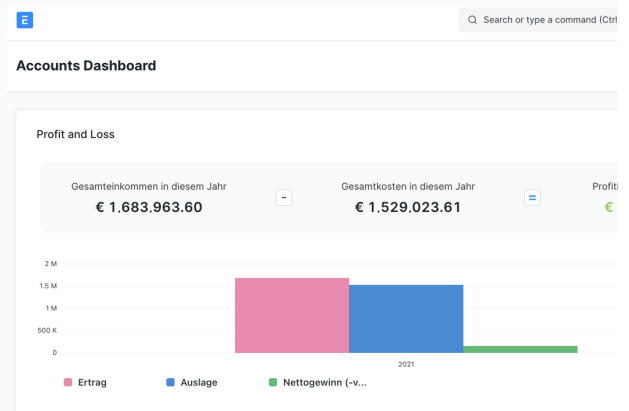 E
Search or type a command (Ctrl
Accounts Dashboard
Profit and Loss
Gesamteinkommen in diesem Jahr
€ 1,683,963.60
-
Gesamtkosten in diesem Jahr
€ 1,529,023.61
=
€
2 M
1.5 M
1 M
500 K
0
2021
Ertrag
Auslage
Nettogewinn (-v...